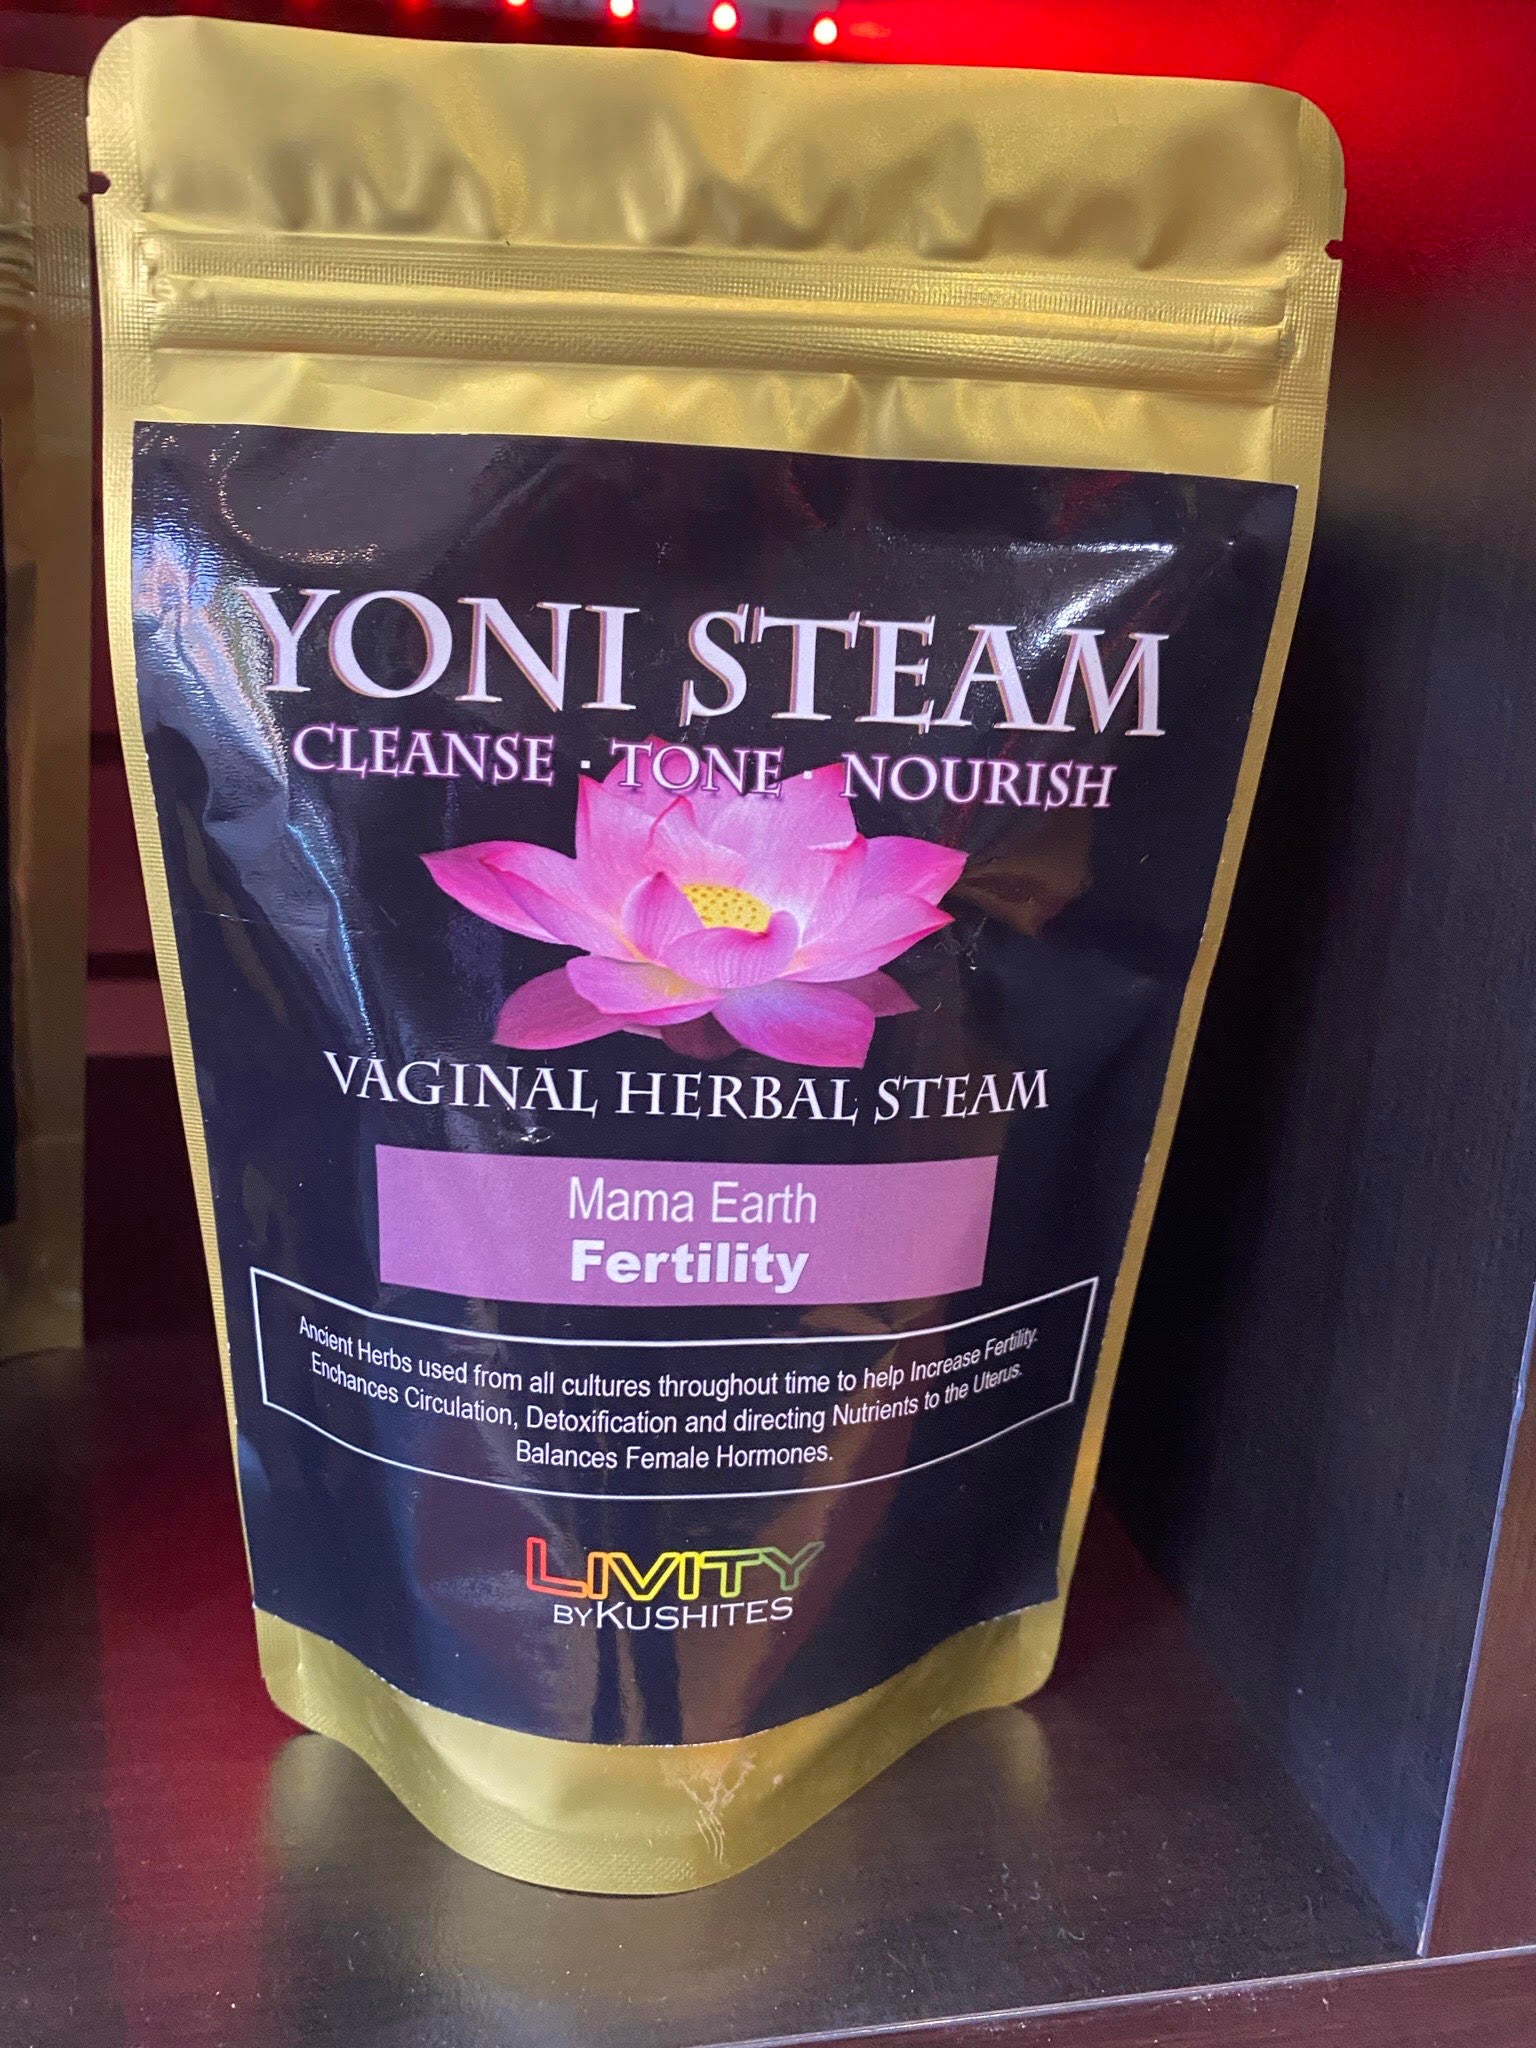 YONI STEAM
CLEANSE · TONE · NOURISH
VAGINAL HERBAL STEAM
Mama Earth
Fertility
Ancient Herbs used from all cultures throughout time to help Increase Fertility.
Enchances Circulation, Detoxification and directing Nutrients to the Uterus.
Balances Female Hormones.
LIVITY
BY KUSHITES